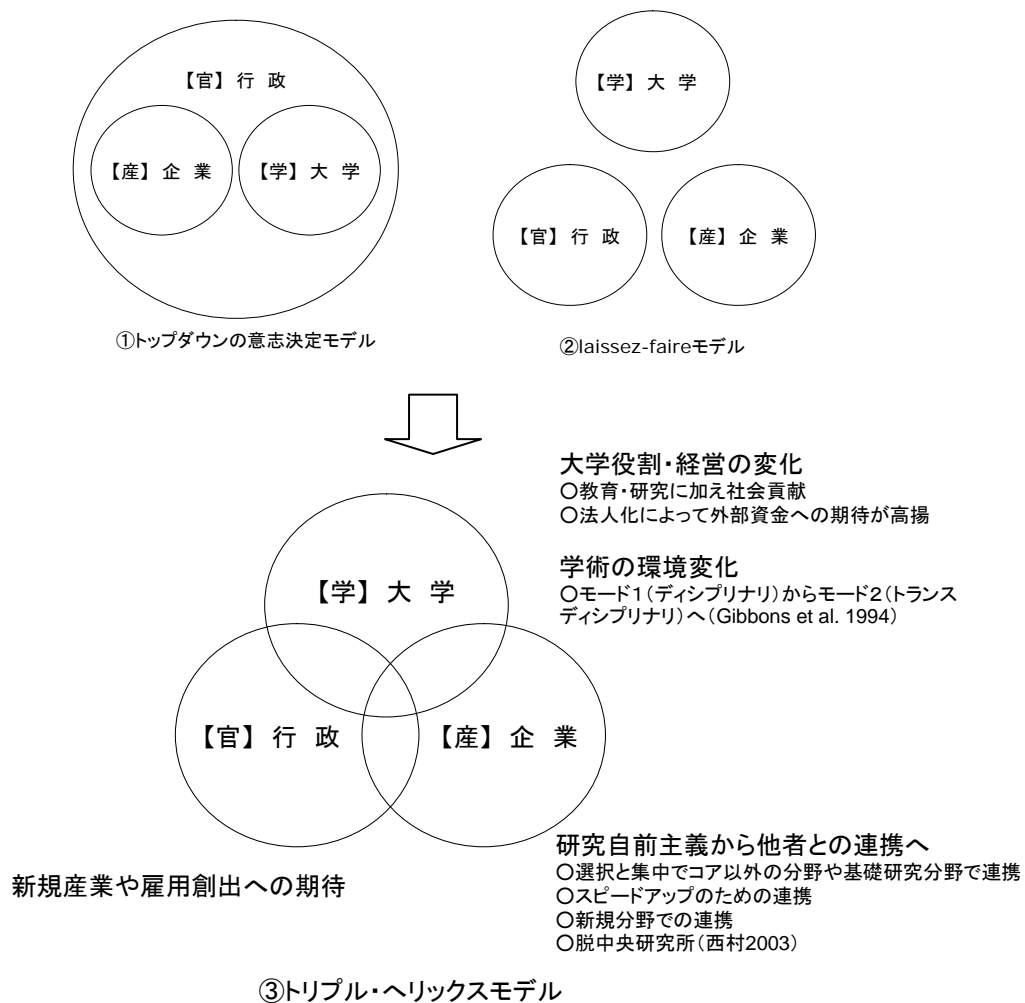 【官】 行 政
【産】 企 業
【学】 大 学
①トップダウンの意志決定モデル
【学】 大 学
【官】 行 政
【産】 企 業
②laissez-faireモデル
大学役割・経営の変化
○教育・研究に加え社会貢献
○法人化によって外部資金への期待が高揚
学術の環境変化
○モード1(ディシプリナリ)からモード2(トランス
ディシプリナリ)へ(Gibbons et al. 1994)
【学】 大 学
【官】 行 政
【産】 企 業
新規産業や雇用創出への期待
研究自前主義から他者との連携へ
○選択と集中でコア以外の分野や基礎研究分野で連携
○スピードアップのための連携
○新規分野での連携
○脱中央研究所(西村2003)
③トリプル・ヘリックスモデル